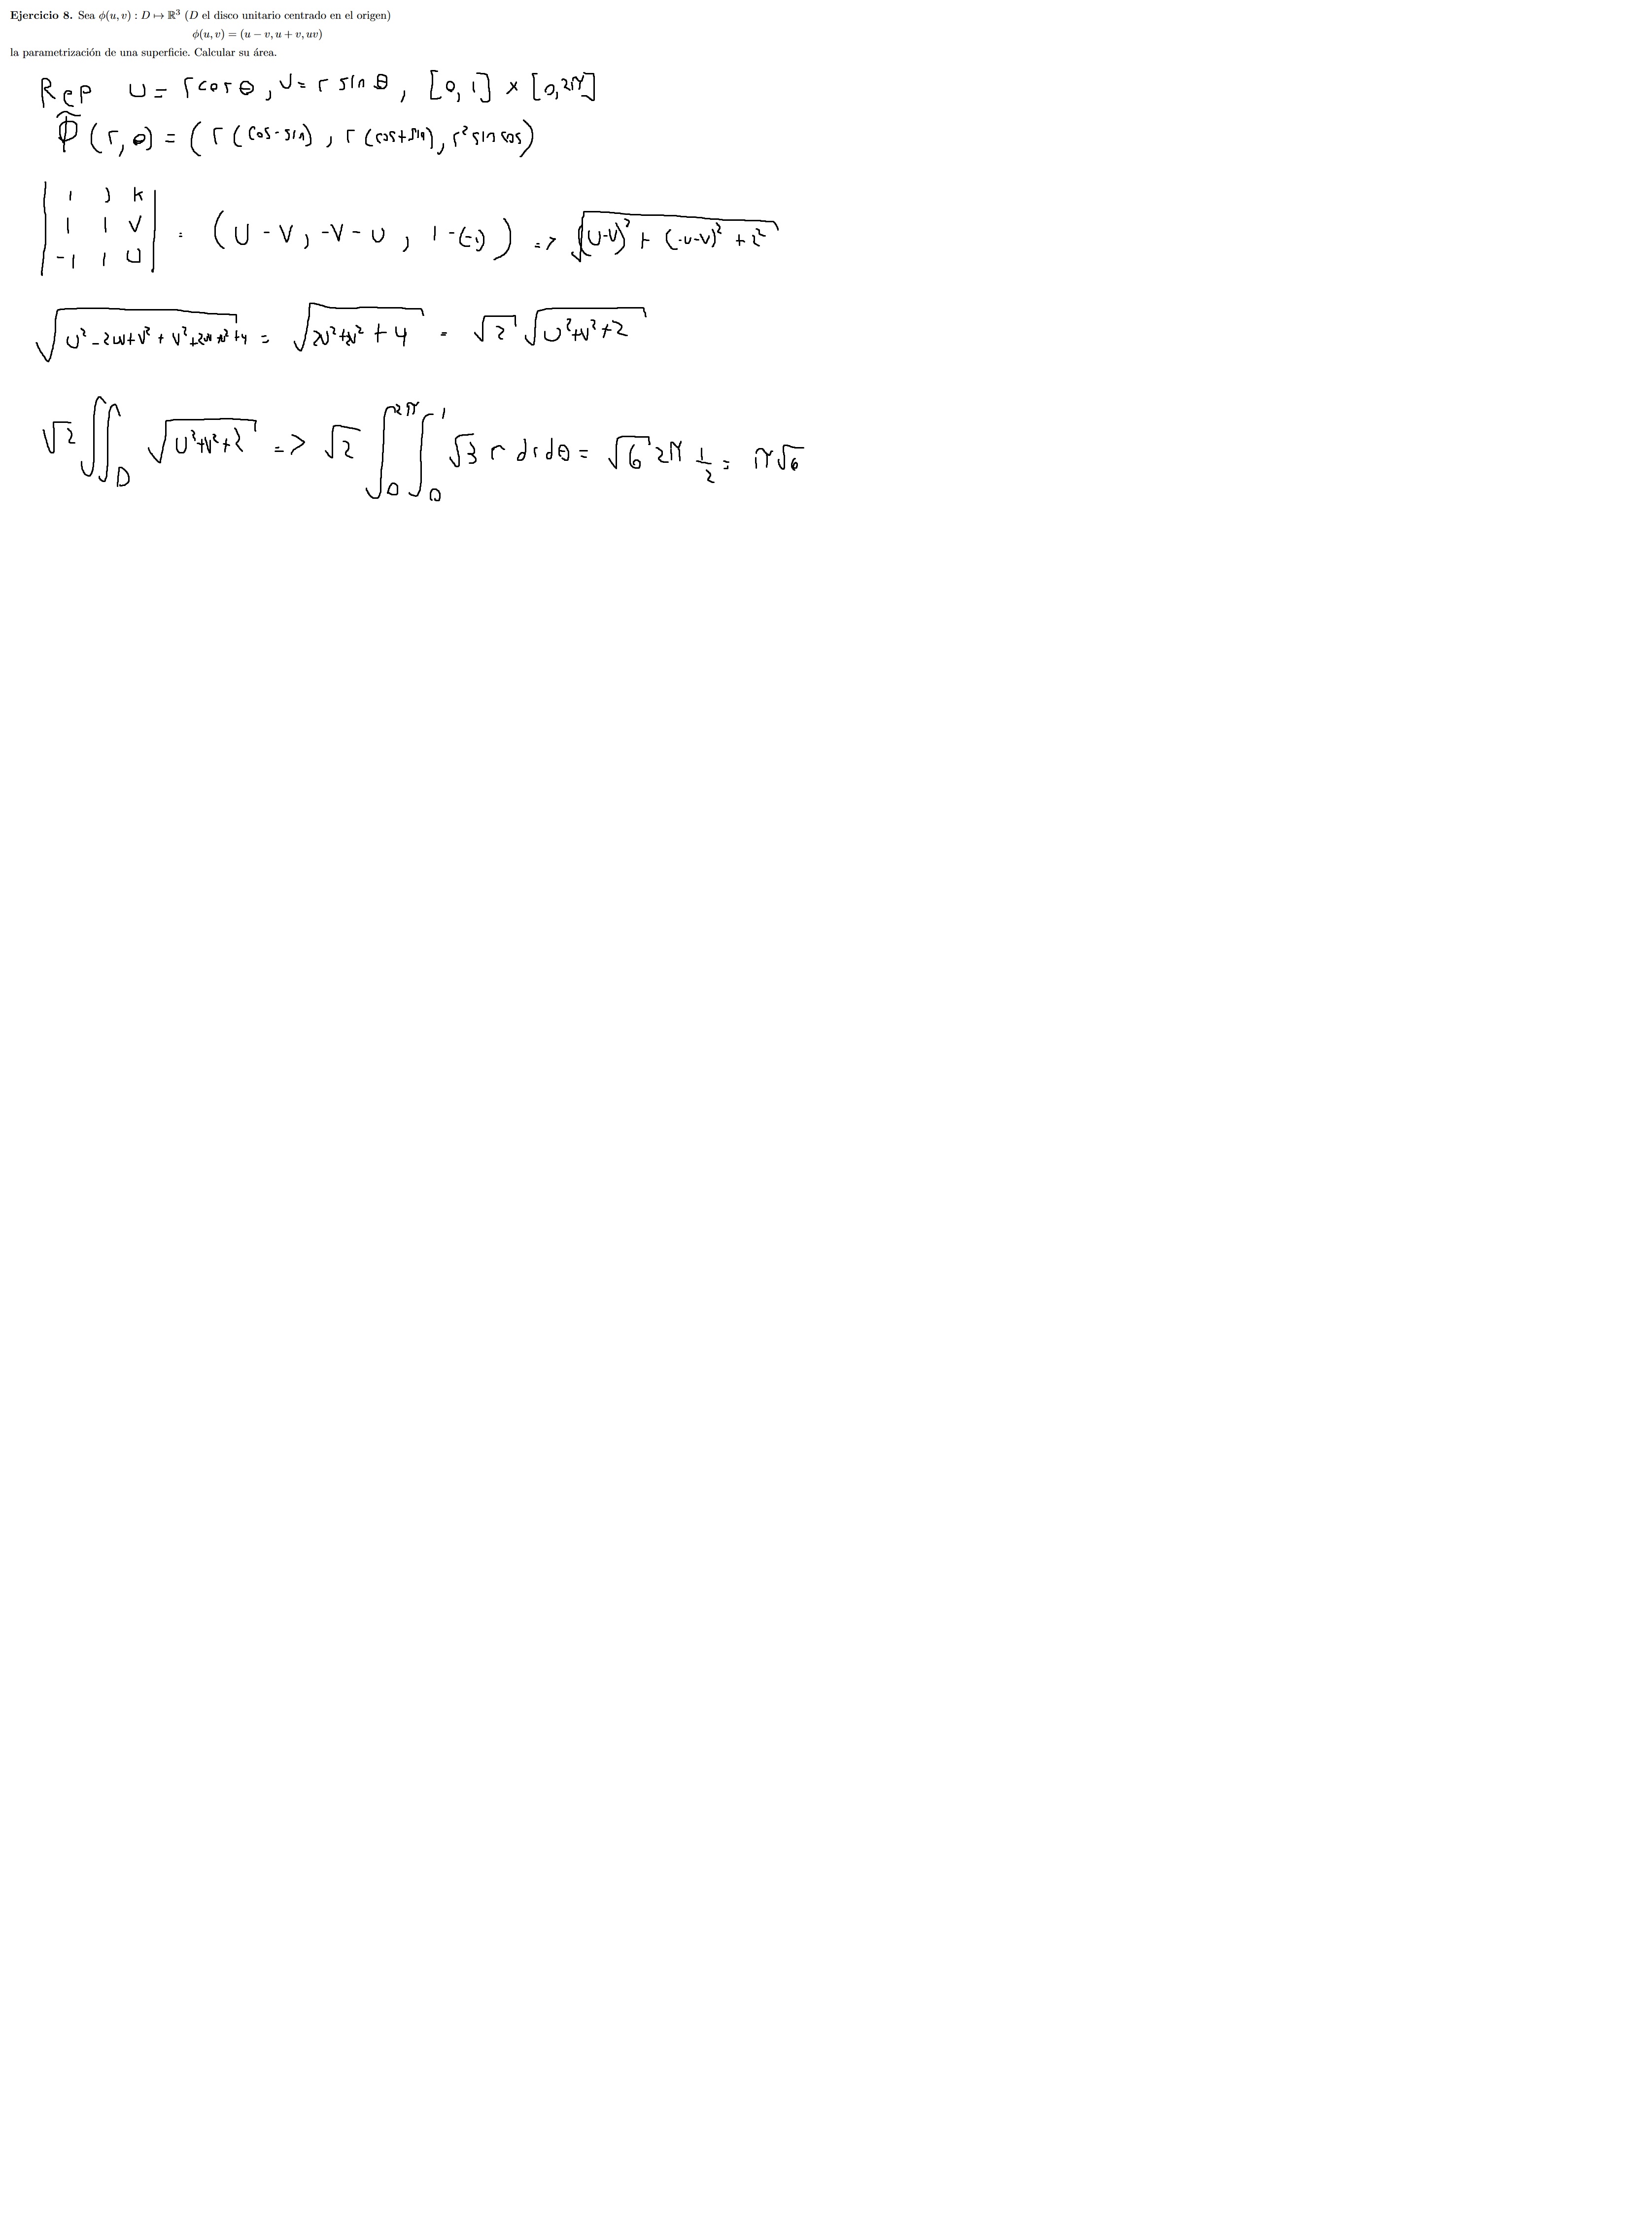 Ejercicio 8. Sea ϕ(u, v) : D ↦ ℝ³ (D el disco unitario centrado en el origen)
ϕ(u, v) = (u − v, u + v, uv)
la parametrización de una superficie. Calcular su área.
Rep u = r cos θ, v = r sin θ, [0, 1] × [0, 2π]
Φ̃(r, θ) = (r(cos - sin), r(cos + sin), r² sin cos)
| i j k |
| 1 1 v | = (u - v, -v - u, 1 - (-1)) => √((u-v)² + (-u-v)² + 2²)
| -1 1 u |
√(u² - 2uv + v² + v² + 2uv + v² + 4) = √(2u² + 2v² + 4) = √2 √(u² + v² + 2)
√2 ∬_D √(u² + v² + 2) => √2 ∫₀^2π ∫₀^1 √3 r dr dθ = √6 2π 1/2 = π√6